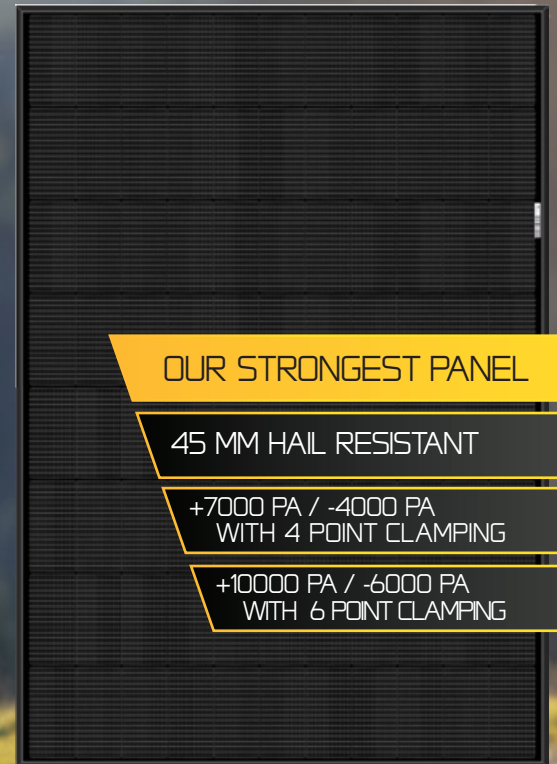 OUR STRONGEST PANEL
45 MM HAIL RESISTANT
+7000 PA / -4000 PA
WITH 4 POINT CLAMPING
+10000 PA / -6000 PA
WITH 6 POINT CLAMPING